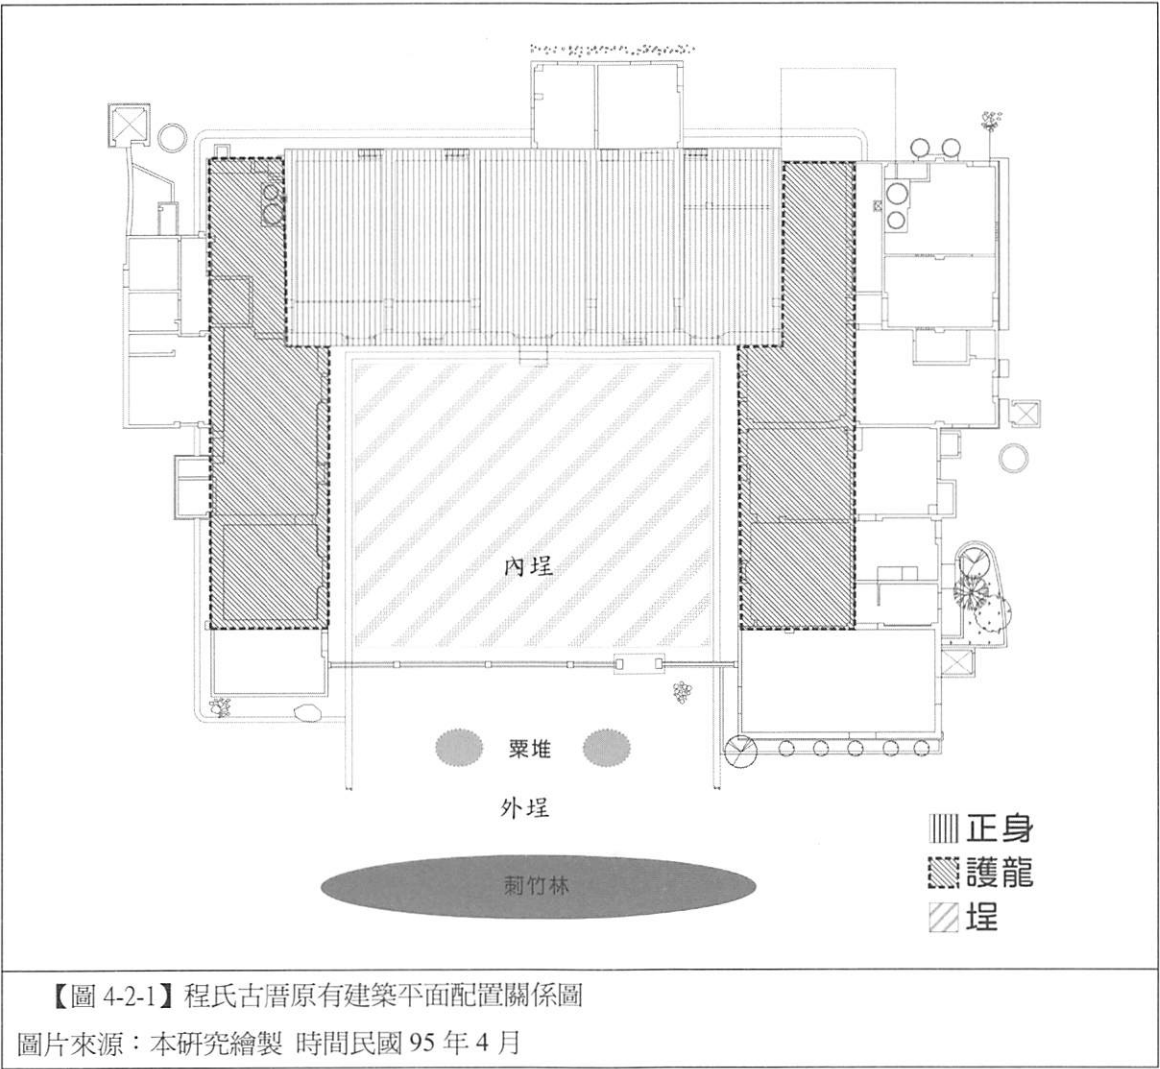 內埕
粟堆
外埕
莿竹林
正身
護龍
埕
【圖 4-2-1】程氏古厝原有建築平面配置關係圖
圖片來源：本研究繪製 時間民國 95 年 4 月